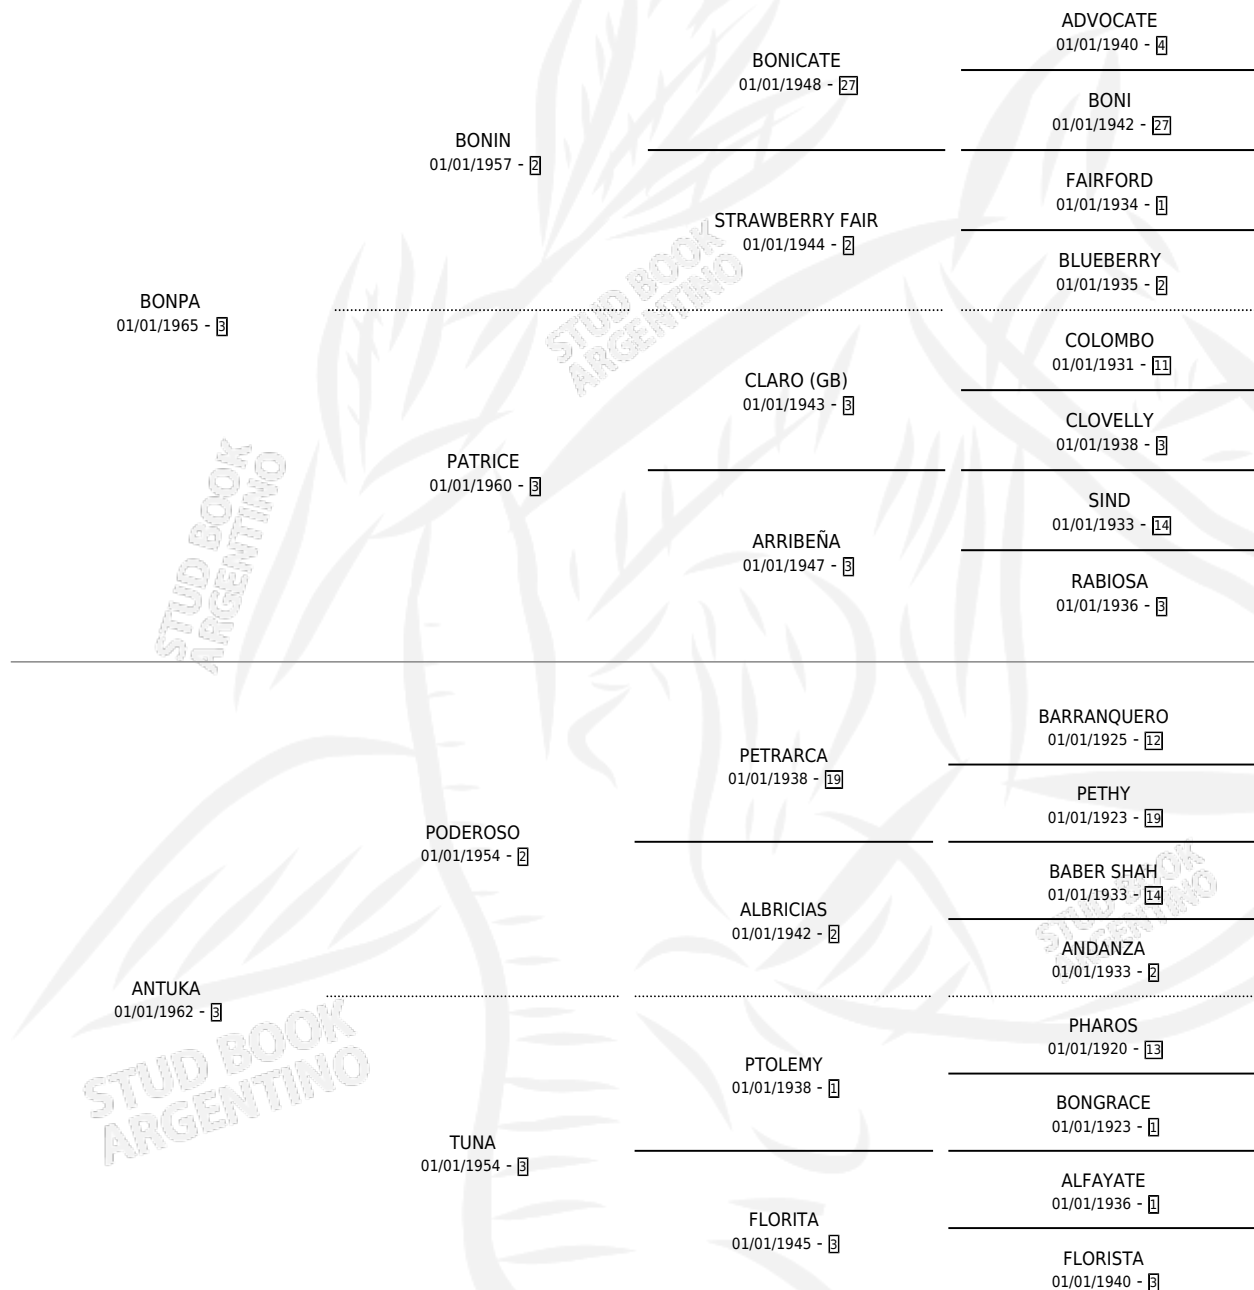 ADVOCATE
01/01/1940 - 4
BONICATE
01/01/1948 - 27
BONI
01/01/1942 - 27
BONIN
01/01/1957 - 2
FAIRFORD
01/01/1934 - 1
STRAWBERRY FAIR
01/01/1944 - 2
BLUEBERRY
01/01/1935 - 2
BONPA
01/01/1965 - 3
COLOMBO
01/01/1931 - 11
CLARO (GB)
01/01/1943 - 3
CLOVELLY
01/01/1938 - 3
PATRICE
01/01/1960 - 3
SIND
01/01/1933 - 14
ARRIBEÑA
01/01/1947 - 3
RABIOSA
01/01/1936 - 3
BARRANQUERO
01/01/1925 - 12
PETRARCA
01/01/1938 - 19
PETHY
01/01/1923 - 19
PODEROSO
01/01/1954 - 2
BABER SHAH
01/01/1933 - 14
ALBRICIAS
01/01/1942 - 2
ANDANZA
01/01/1933 - 2
ANTUKA
01/01/1962 - 3
PHAROS
01/01/1920 - 13
PTOLEMY
01/01/1938 - 1
BONGRACE
01/01/1923 - 1
TUNA
01/01/1954 - 3
ALFAYATE
01/01/1936 - 1
FLORITA
01/01/1945 - 3
FLORISTA
01/01/1940 - 3
STUD BOOK
ARGENTINO
STUD BOOK
ARGENTINO
STUD BOOK
ARGENTINO
STUD BOOK
ARGENTINO